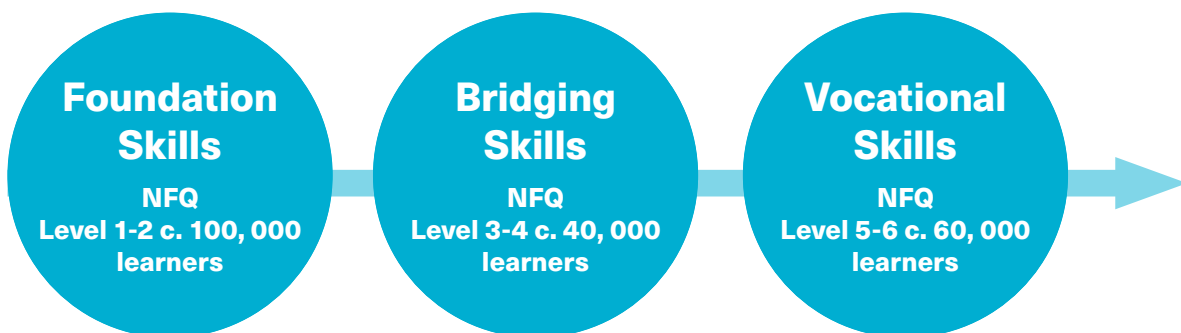 Foundation
Skills
NFQ
Level 1-2 c. 100, 000
learners
Bridging
Skills
NFQ
Level 3-4 c. 40, 000
learners
Vocational
Skills
NFQ
Level 5-6 c. 60, 000
learners